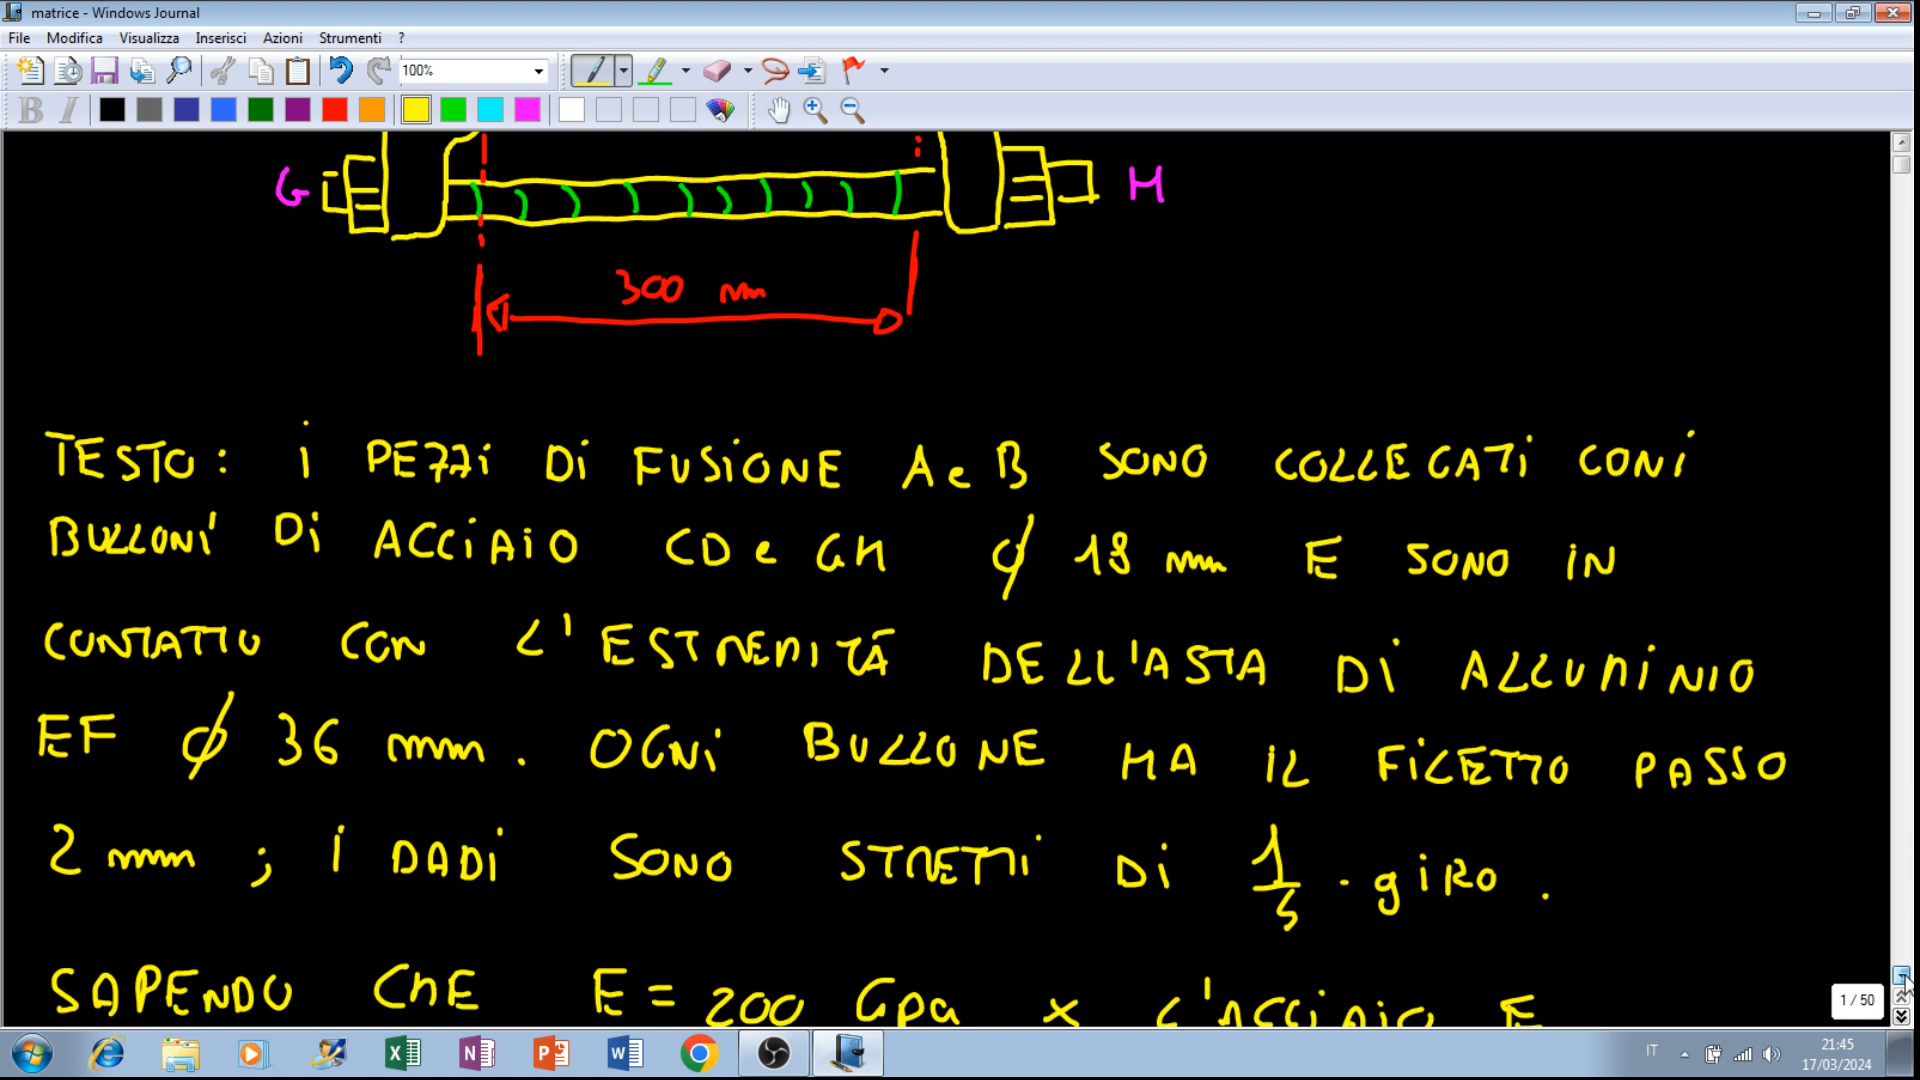 matrice - Windows Journal
File Modifica Visualizza Inserisci Azioni Strumenti ?
100%
B I
G H
300 mm
TESTO: i PEZZi Di FUSiONE A e B SONO COLLEGATi CON i
BULLONi Di ACCiAiO CD e GH ϕ 18 mm E SONO IN
CONTATTO CON L'ESTREMiTÀ DELL'ASTA Di ALLUMiNIO
EF ϕ 36 mm. OGNi BULLONE HA iL FiLETTO PASSO
2 mm ; I DADi SONO STRETTi Di 1/3 · giRO.
SAPENDO ChE E = 200 Gpa x L'ACCiAiO E
1 / 50
IT
21:45
17/03/2024